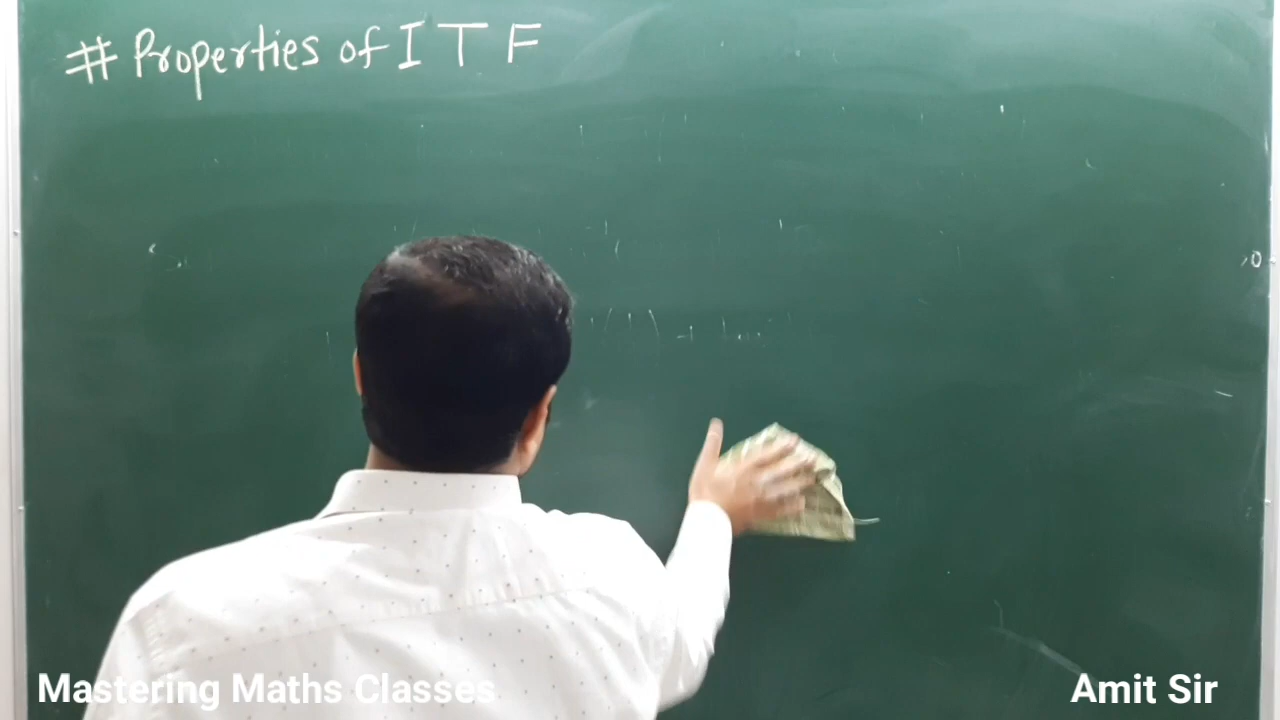 # Properties of I T F
Mastering Maths Classes
Amit Sir